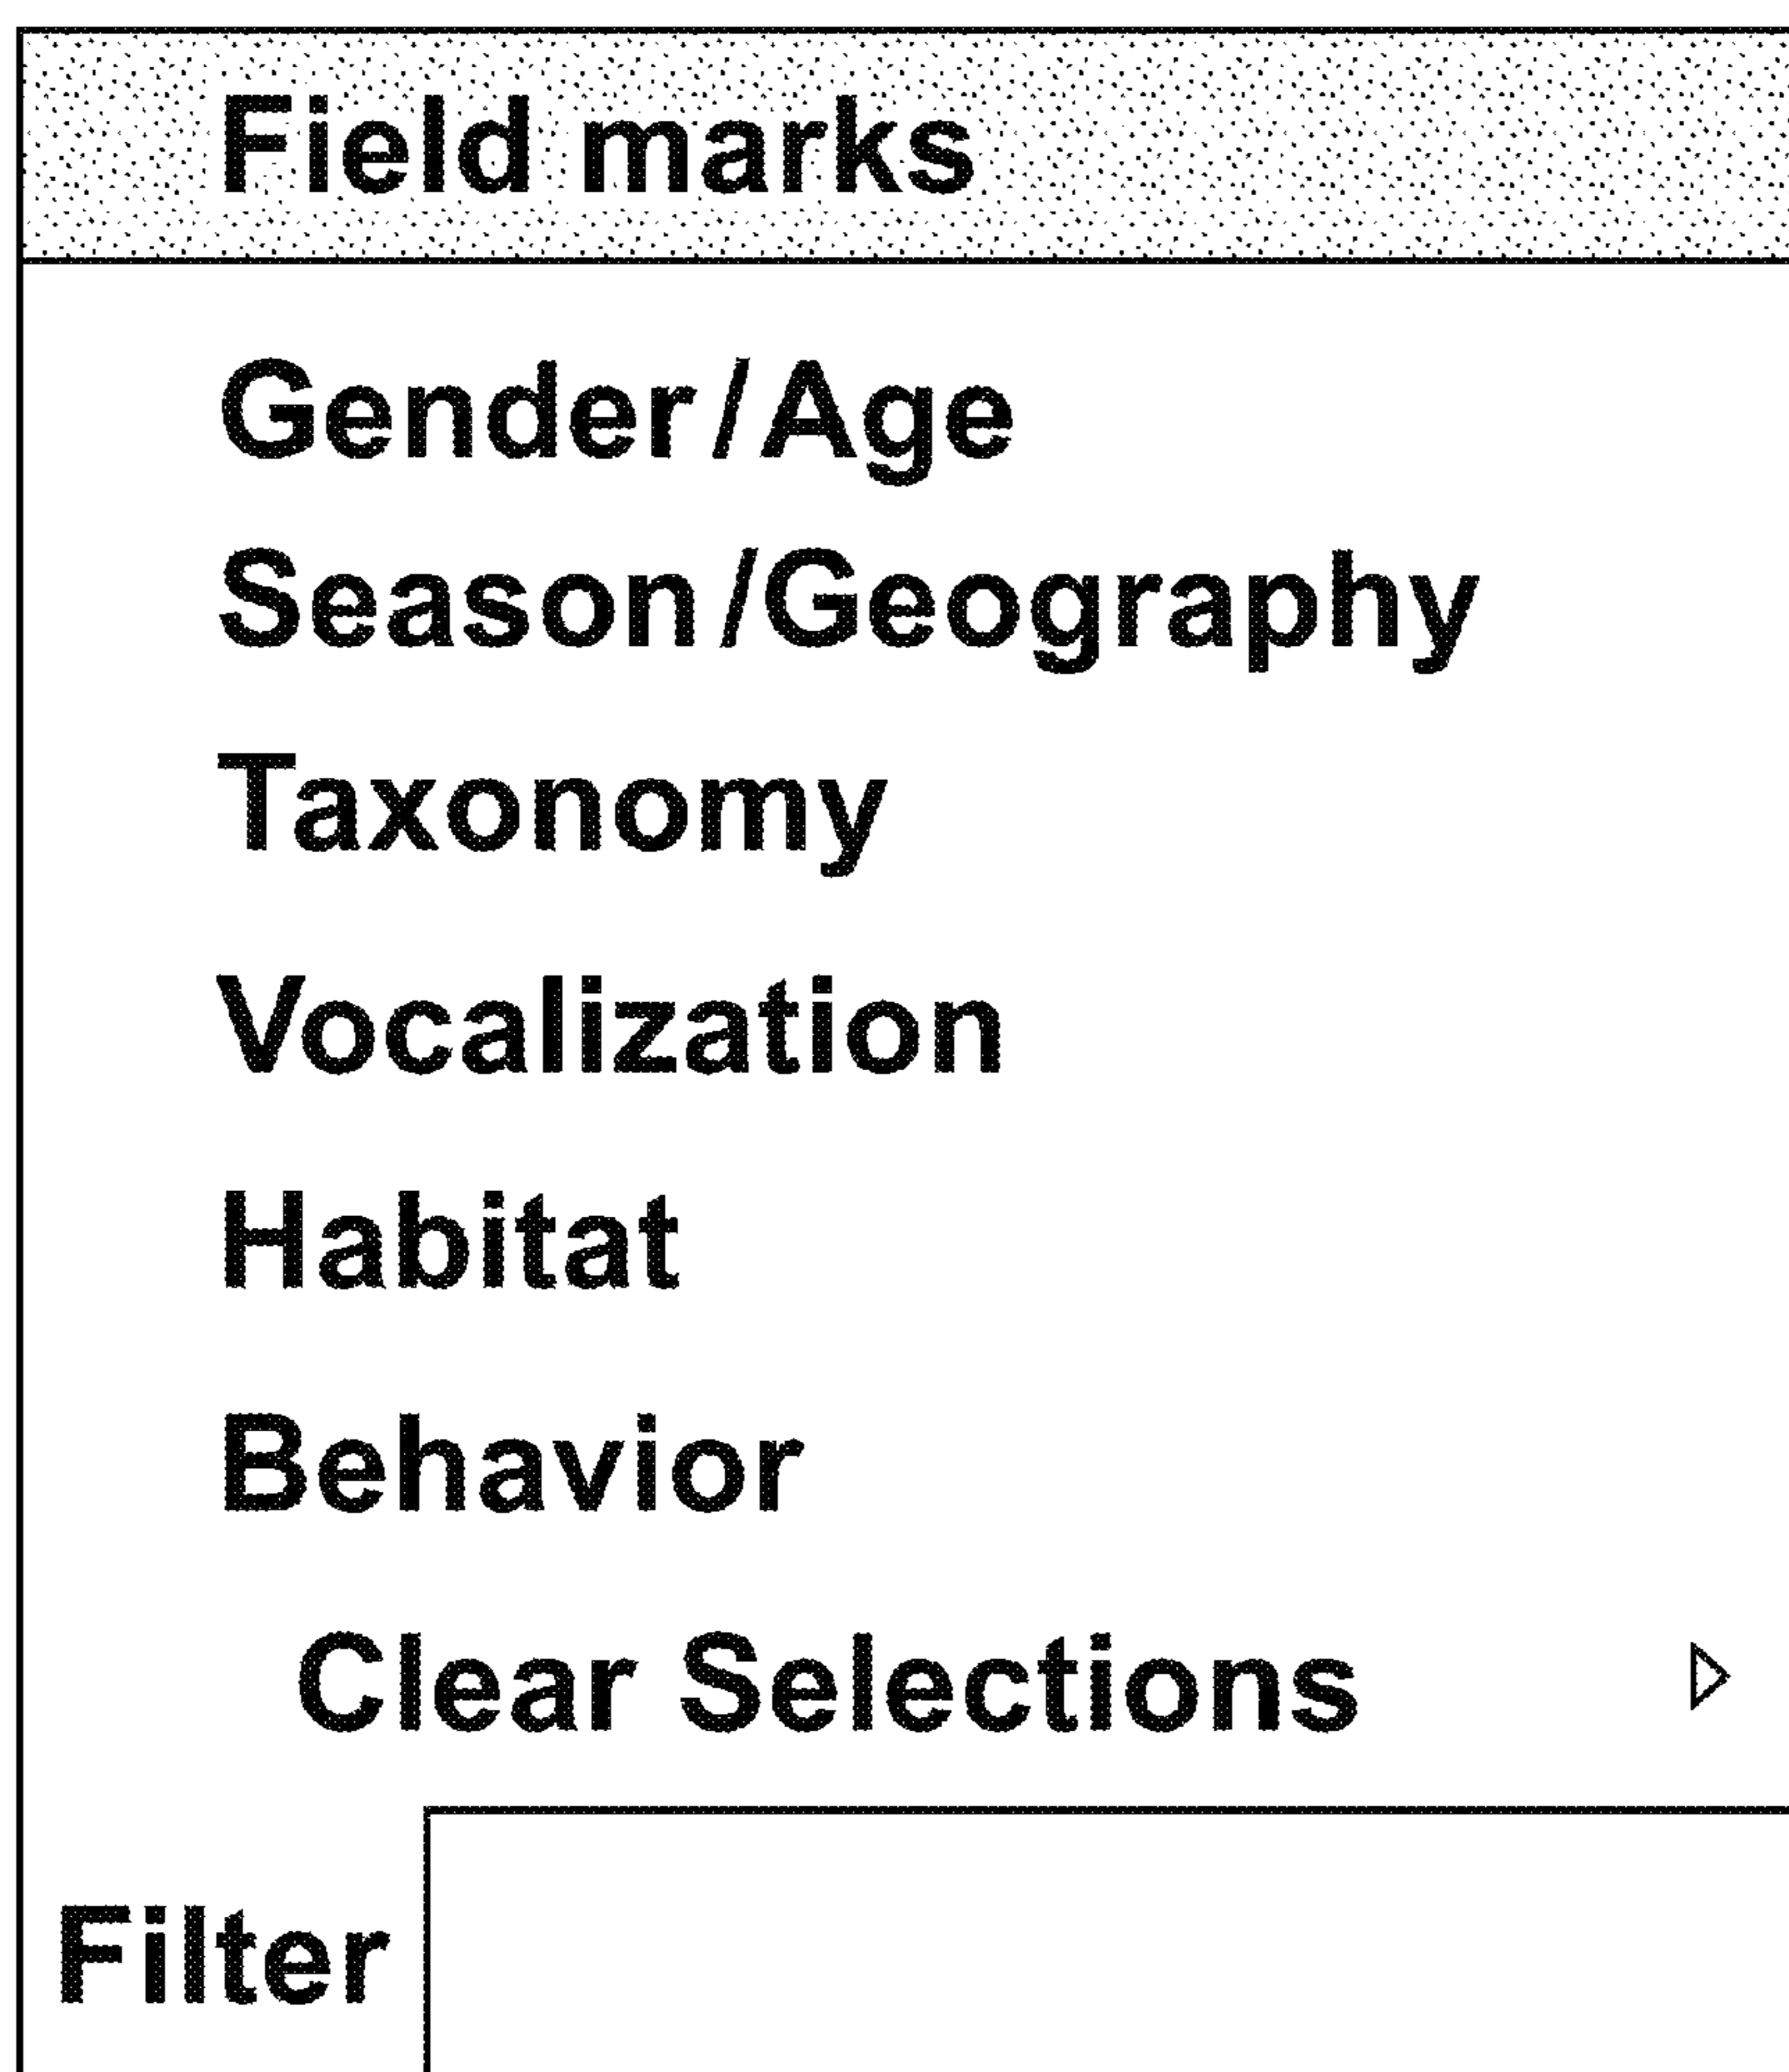 Field marks
Gender/Age
Season/Geography
Taxonomy
Vocalization
Habitat
Behavior
Clear Selections
Filter